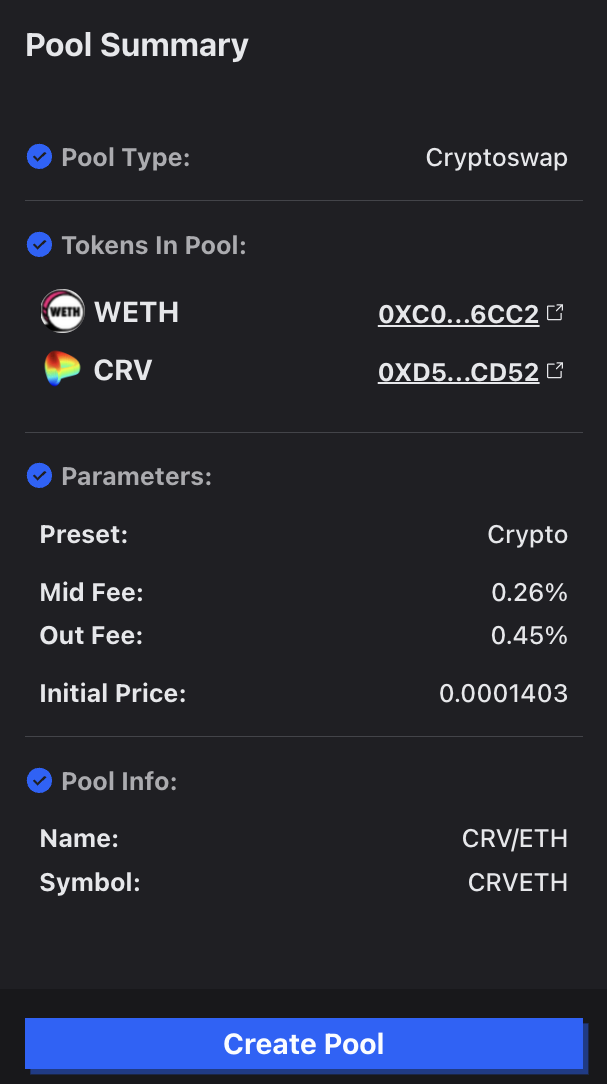 Pool Summary
Pool Type: Cryptoswap
Tokens In Pool:
WETH WETH 0XC0...6CC2
CRV 0XD5...CD52
Parameters:
Preset: Crypto
Mid Fee: 0.26%
Out Fee: 0.45%
Initial Price: 0.0001403
Pool Info:
Name: CRV/ETH
Symbol: CRVETH
Create Pool